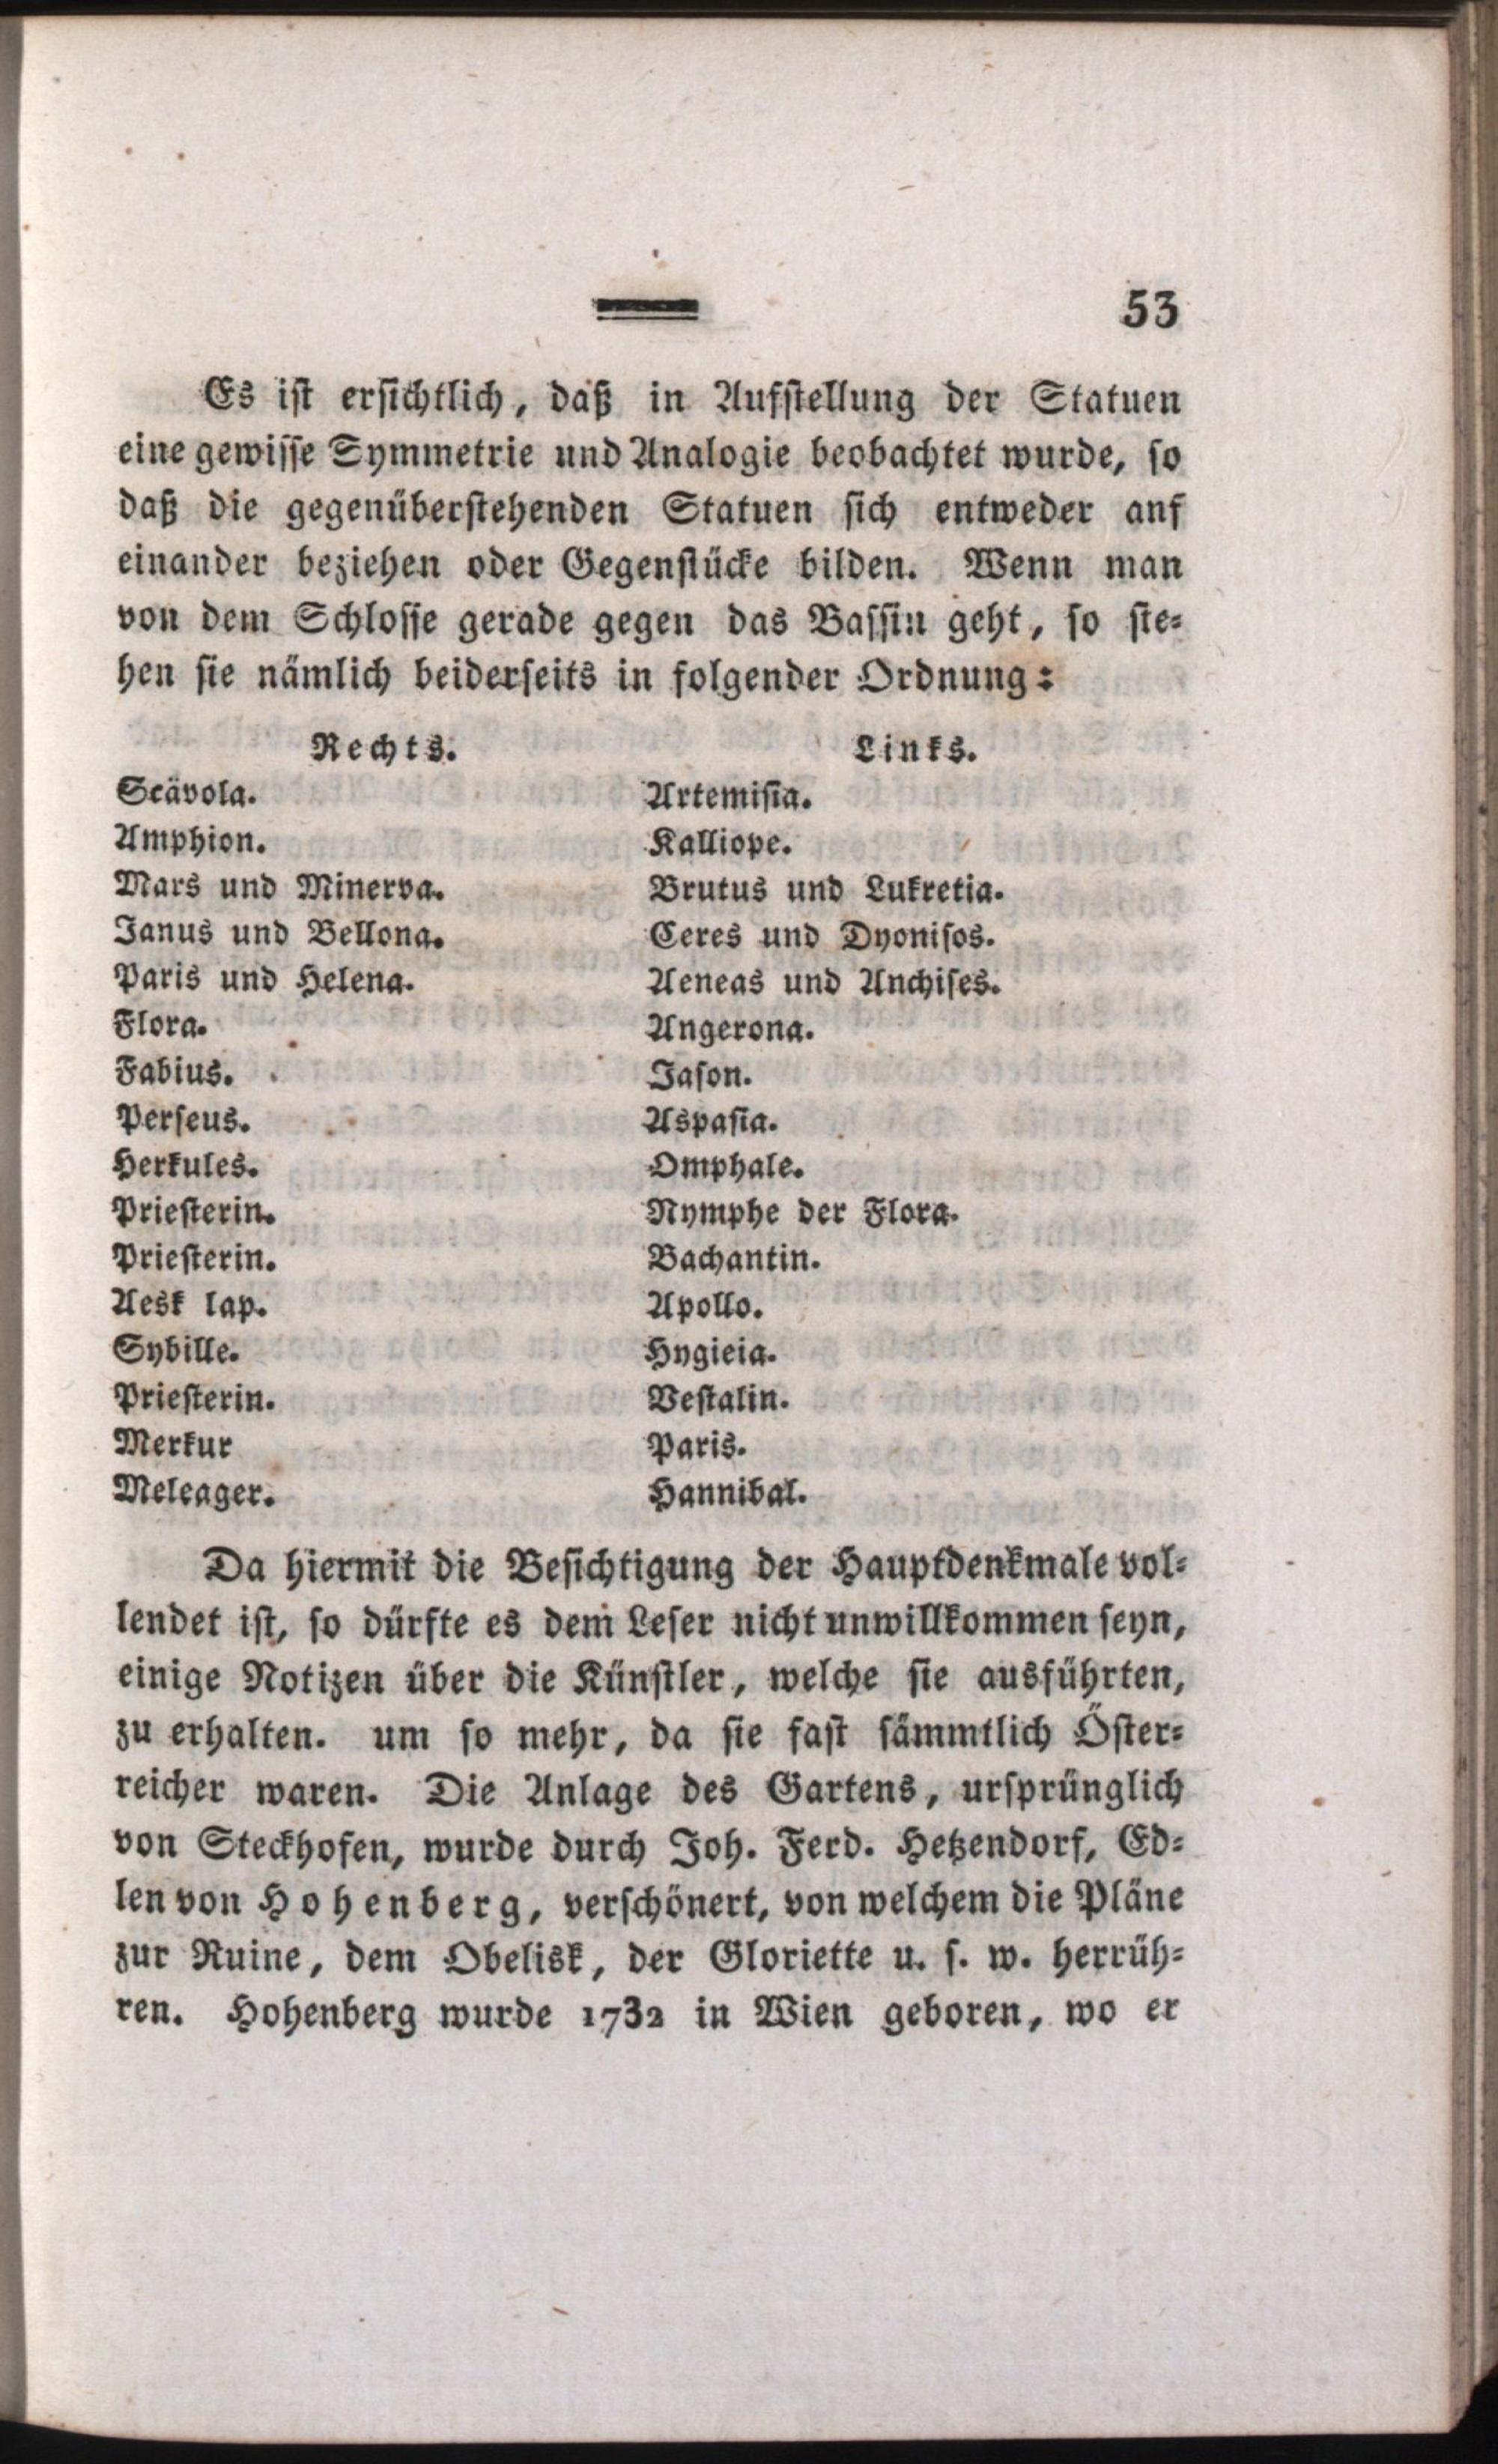 53
Es ist ersichtlich, daß in Aufstellung der Statuen
eine gewisse Symmetrie und Analogie beobachtet wurde, so
daß die gegenüberstehenden Statuen sich entweder anf
einander beziehen oder Gegenstücke bilden. Wenn man
von dem Schlosse gerade gegen das Bassin geht, so ste-
hen sie nämlich beiderseits in folgender Ordnung:
Rechts. Links.
Scävola. Artemisia.
Amphion. Kalliope.
Mars und Minerva. Brutus und Lukretia.
Janus und Bellona. Ceres und Dyonisos.
Paris und Helena. Aeneas und Anchises.
Flora. Angerona.
Fabius. Jason.
Perseus. Aspasia.
Herkules. Omphale.
Priesterin. Nymphe der Flora.
Priesterin. Bachantin.
Aesk lap. Apollo.
Sybille. Hygieia.
Priesterin. Vestalin.
Merkur Paris.
Meleager. Hannibal.
Da hiermit die Besichtigung der Hauptdenkmale vol-
lendet ist, so dürfte es dem Leser nicht unwillkommen seyn,
einige Notizen über die Künstler, welche sie ausführten,
zu erhalten. um so mehr, da sie fast sämmtlich Öster-
reicher waren. Die Anlage des Gartens, ursprünglich
von Steckhofen, wurde durch Joh. Ferd. Hetzendorf, Ed-
len von Hohenberg, verschönert, von welchem die Pläne
zur Ruine, dem Obelisk, der Gloriette u. s. w. herrüh-
ren. Hohenberg wurde 1732 in Wien geboren, wo er